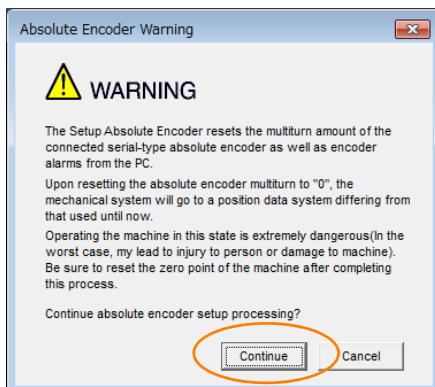 Absolute Encoder Warning
WARNING
The Setup Absolute Encoder resets the multiturn amount of the
connected serial-type absolute encoder as well as encoder
alarms from the PC.
Upon resetting the absolute encoder multiturn to "0", the
mechanical system will go to a position data system differing from
that used until now.
Operating the machine in this state is extremely dangerous(In the
worst case, my lead to injury to person or damage to machine).
Be sure to reset the zero point of the machine after completing
this process.
Continue absolute encoder setup processing?
Continue
Cancel